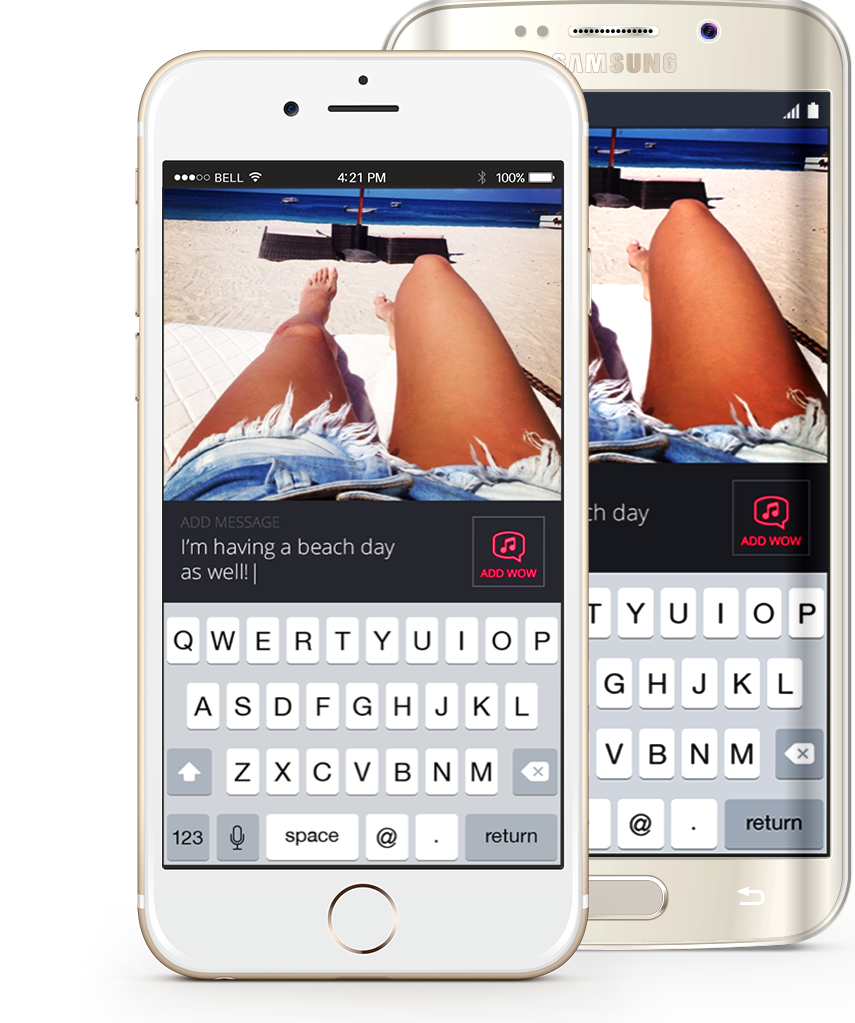 SAMSUNG
BELL 4:21 PM 100%
ADD MESSAGE
I'm having a beach day
as well!
ADD WOW
Q W E R T Y U I O P
A S D F G H J K L
Z X C V B N M
123 space @ . return
ch day
ADD WOW
T Y U I O P
G H J K L
V B N M
@ . return